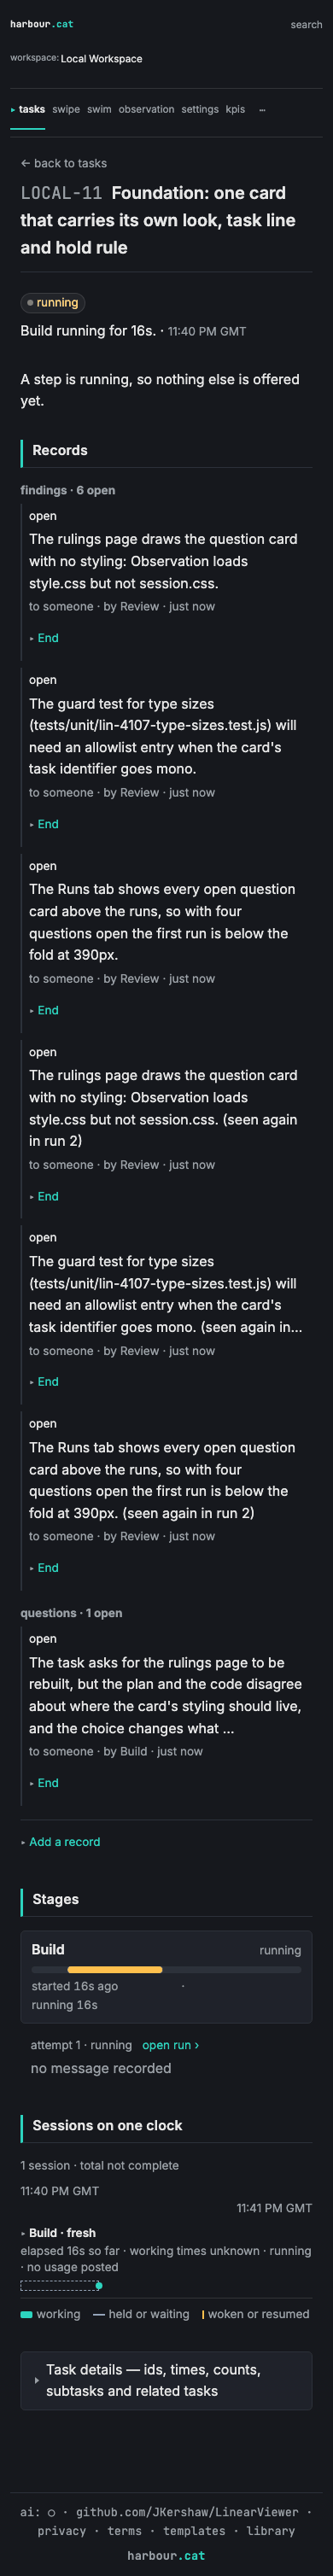 harbour.cat
search
workspace: Local Workspace
▸ tasks swipe swim observation settings kpis ⋯
← back to tasks
LOCAL-11 Foundation: one card
that carries its own look, task line
and hold rule
running
Build running for 16s. · 11:40 PM GMT
A step is running, so nothing else is offered
yet.
Records
findings · 6 open
open
The rulings page draws the question card
with no styling: Observation loads
style.css but not session.css.
to someone · by Review · just now
▸ End
open
The guard test for type sizes
(tests/unit/lin-4107-type-sizes.test.js) will
need an allowlist entry when the card's
task identifier goes mono.
to someone · by Review · just now
▸ End
open
The Runs tab shows every open question
card above the runs, so with four
questions open the first run is below the
fold at 390px.
to someone · by Review · just now
▸ End
open
The rulings page draws the question card
with no styling: Observation loads
style.css but not session.css. (seen again
in run 2)
to someone · by Review · just now
▸ End
open
The guard test for type sizes
(tests/unit/lin-4107-type-sizes.test.js) will
need an allowlist entry when the card's
task identifier goes mono. (seen again in...
to someone · by Review · just now
▸ End
open
The Runs tab shows every open question
card above the runs, so with four
questions open the first run is below the
fold at 390px. (seen again in run 2)
to someone · by Review · just now
▸ End
questions · 1 open
open
The task asks for the rulings page to be
rebuilt, but the plan and the code disagree
about where the card's styling should live,
and the choice changes what ...
to someone · by Build · just now
▸ End
▸ Add a record
Stages
Build running
started 16s ago ·
running 16s
attempt 1 · running open run ›
no message recorded
Sessions on one clock
1 session · total not complete
11:40 PM GMT
11:41 PM GMT
▸ Build · fresh
elapsed 16s so far · working times unknown · running
· no usage posted
working held or waiting woken or resumed
▸ Task details — ids, times, counts,
subtasks and related tasks
ai: ○ · github.com/JKershaw/LinearViewer ·
privacy · terms · templates · library
harbour.cat